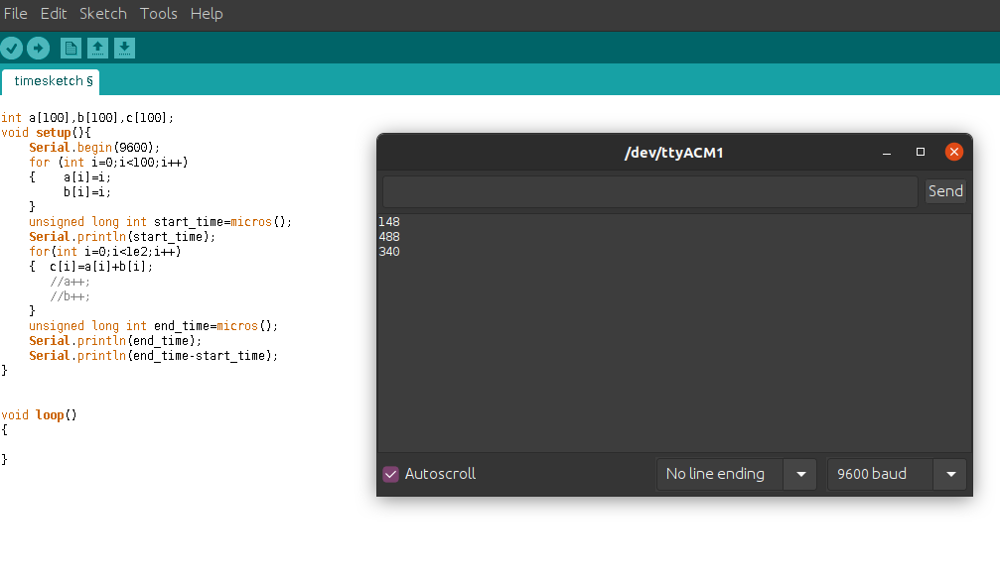 File Edit Sketch Tools Help
timesketch §
int a[100],b[100],c[100];
void setup(){
Serial.begin(9600);
for (int i=0;i<100;i++)
{ a[i]=i;
b[i]=i;
}
unsigned long int start_time=micros();
Serial.println(start_time);
for(int i=0;i<1e2;i++)
{ c[i]=a[i]+b[i];
//a++;
//b++;
}
unsigned long int end_time=micros();
Serial.println(end_time);
Serial.println(end_time-start_time);
}
void loop()
{
}
/dev/ttyACM1
Send
148
488
340
Autoscroll
No line ending
9600 baud